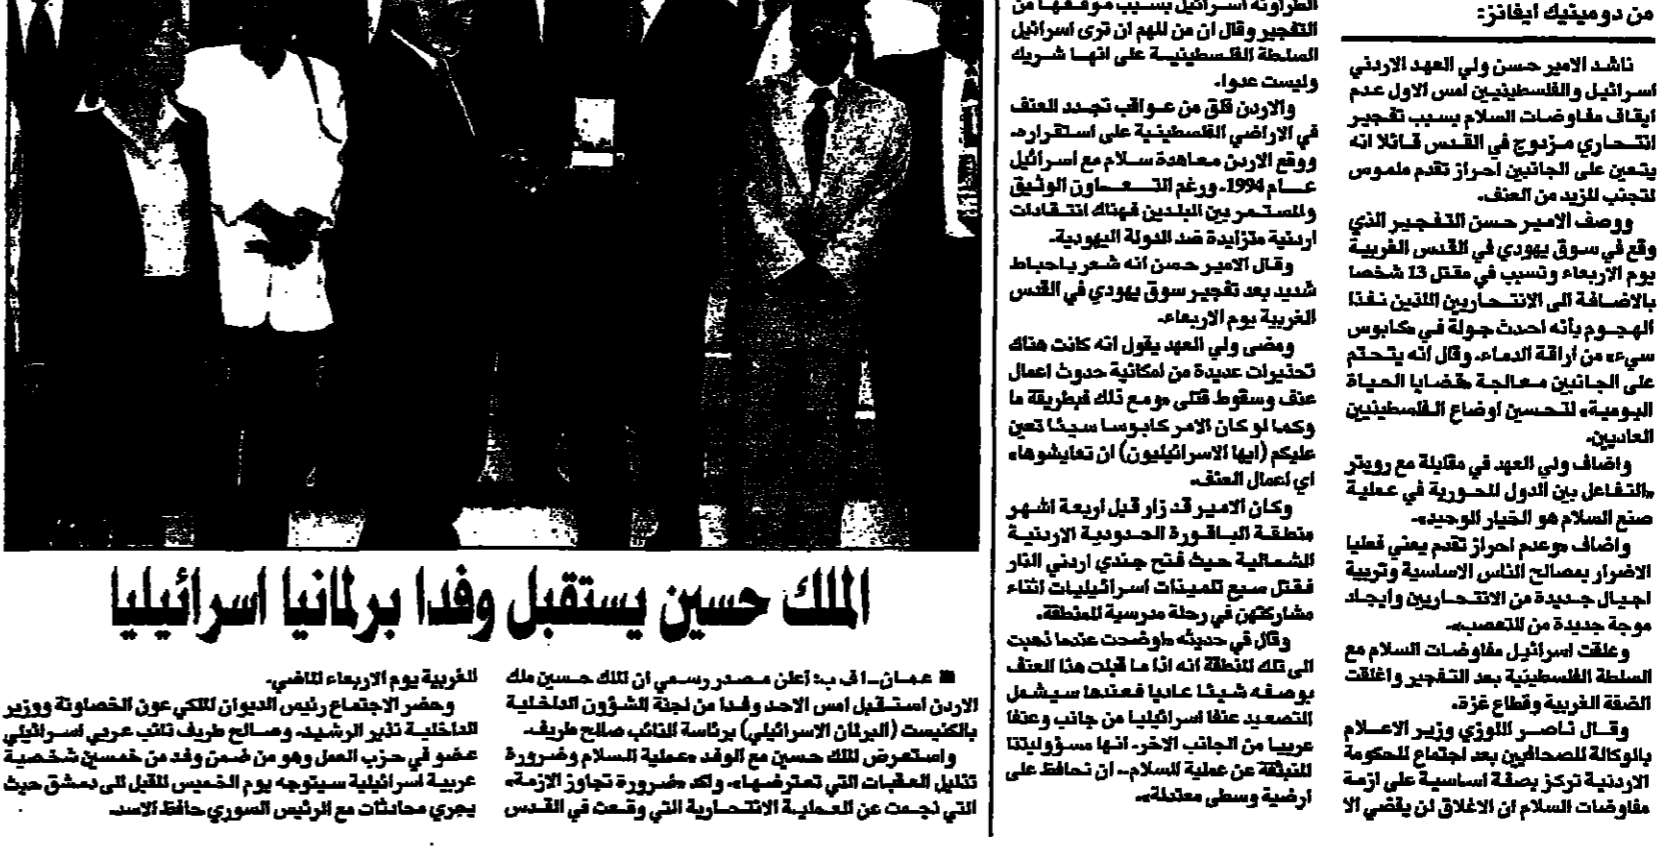 من دومينيك ايفانز:
ناشد الامير حسن ولي العهد الاردني
اسرائيل والفلسطينيين امس الاول عدم
ايقاف مفاوضات السلام بسبب تفجير
انتحاري مزدوج في القدس قائلا انه
يتعين على الجانبين احراز تقدم ملموس
لتجنب المزيد من العنف.
ووصف الامير حسن التفجير الذي
وقع في سوق يهودي في القدس الغربية
يوم الاربعاء وتسبب في مقتل 13 شخصا
بالاضافة الى الانتحاريين اللذين نفذا
الهجوم بأنه احدث جولة في «كابوس
سيء» من اراقة الدماء. وقال انه يتحتم
على الجانبين معالجة «قضايا الحياة
اليومية» لتحسين اوضاع الفلسطينيين
العاديين.
واضاف ولي العهد في مقابلة مع رويتر
«التفاعل بين الدول المحورية في عملية
صنع السلام هو الخيار الوحيد».
واضاف «وعدم احراز تقدم يعني فعليا
الاضرار بمصالح الناس الاساسية وتربية
اجيال جديدة من الانتحاريين وايجاد
موجة جديدة من التعصب».
وعلقت اسرائيل مفاوضات السلام مع
السلطة الفلسطينية بعد التفجير واغلقت
الضفة الغربية وقطاع غزة.
وقال ناصر اللوزي وزير الاعلام
بالوكالة للصحافيين بعد اجتماع للحكومة
الاردنية تركز بصفة اساسية على ازمة
مفاوضات السلام ان الاغلاق لن يقضي الا
الطراونه اسرائيل بسبب موقفها من
التفجير وقال ان من المهم ان ترى اسرائيل
السلطة الفلسطينية على انها شريك
وليست عدوا.
والاردن قلق من عواقب تجدد العنف
في الاراضي الفلسطينية على استقراره.
ووقع الاردن معاهدة سلام مع اسرائيل
عام 1994. ورغم التعاون الوثيق
والمستمر بين البلدين فهناك انتقادات
اردنية متزايدة ضد الدولة اليهودية.
وقال الامير حسن انه شعر باحباط
شديد بعد تفجير سوق يهودي في القدس
الغربية يوم الاربعاء.
ومضى ولي العهد يقول انه كانت هناك
تحذيرات عديدة من امكانية حدوث اعمال
عنف وسقوط قتلى «ومع ذلك فبطريقة ما
وكما لو كان الامر كابوسا سيئا تعين
عليكم (ايها الاسرائيليون) ان تعايشوها»
اي اعمال العنف.
وكان الامير قد زار قبل اربعة اشهر
منطقة الباقورة الحدودية الاردنية
الشمالية حيث فتح جندي اردني النار
فقتل سبع تلميذات اسرائيليات اثناء
مشاركتهن في رحلة مدرسية للمنطقة.
وقال في حديثه «اوضحت عندما ذهبت
الى تلك المنطقة انه اذا ما قبلت هذا العنف
بوصفه شيئا عاديا فعندها سيشمل
التصعيد عنفا اسرائيليا من جانب وعنفا
عربيا من الجانب الاخر. انها مسؤوليتنا
المنبثقة عن عملية السلام.. ان نحافظ على
ارضية وسطى معتدلة».
الملك حسين يستقبل وفدا برلمانيا اسرائيليا
■ عمان ـ ا ف ب: أعلن مصدر رسمي ان الملك حسين ملك
الاردن استقبل امس الاحد وفدا من لجنة الشؤون الداخلية
بالكنيست (البرلمان الاسرائيلي) برئاسة النائب صالح طريف.
واستعرض الملك حسين مع الوفد «عملية السلام وضرورة
تذليل العقبات التي تعترضها». واكد «ضرورة تجاوز الازمة»
التي نجمت عن العملية الانتحارية التي وقعت في القدس
الغربية يوم الاربعاء الماضي.
وحضر الاجتماع رئيس الديوان الملكي عون الخصاونة ووزير
الداخلية نذير الرشيد. وصالح طريف نائب عربي اسرائيلي
عضو في حزب العمل وهو من ضمن وفد من خمسين شخصية
عربية اسرائيلية سيتوجه يوم الخميس المقبل الى دمشق حيث
يجري محادثات مع الرئيس السوري حافظ الاسد.